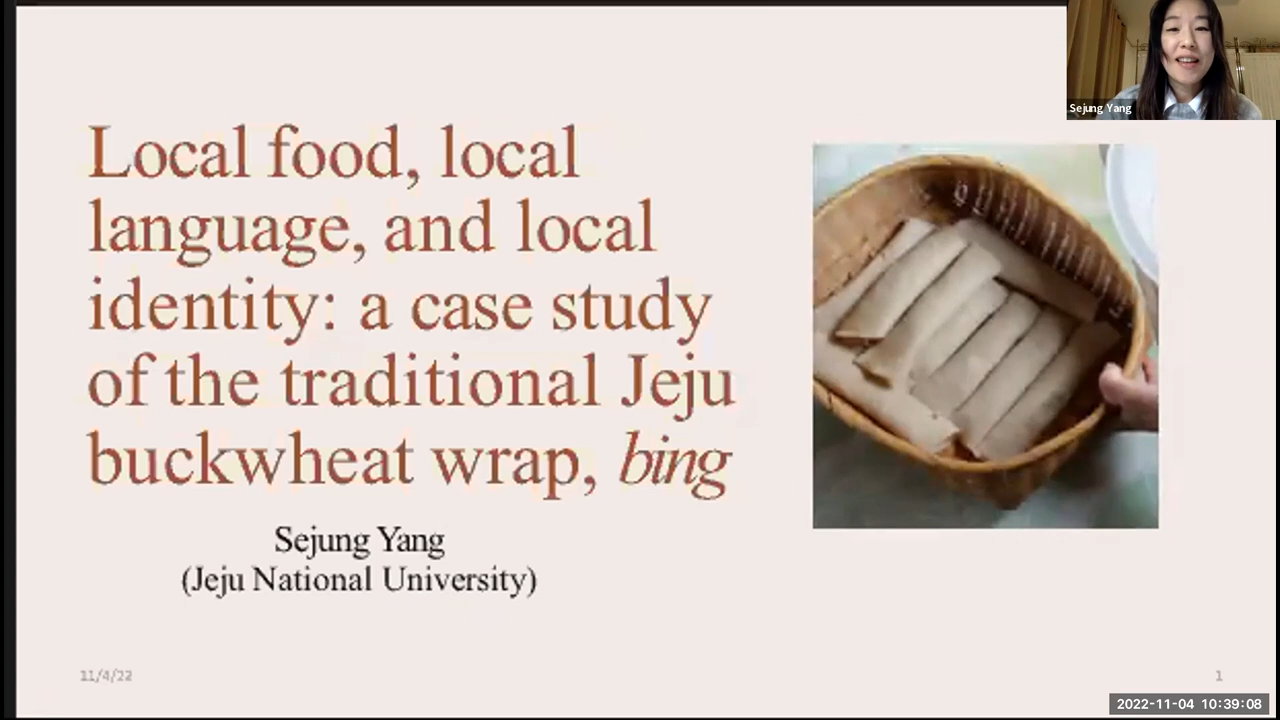 Sejung Yang
Local food, local
language, and local
identity: a case study
of the traditional Jeju
buckwheat wrap, bing
Sejung Yang
(Jeju National University)
11/4/22
1
2022-11-04 10:39:08